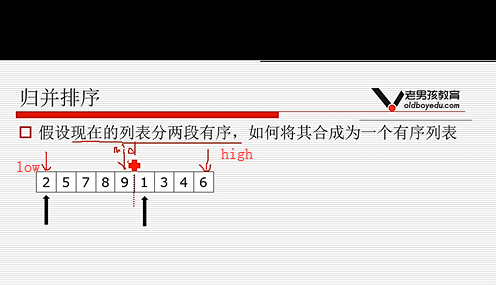 老男孩教育
oldboyedu.com
归并排序
假设现在的列表分两段有序，如何将其合成为一个有序列表
low
high
2 5 7 8 9 1 3 4 6